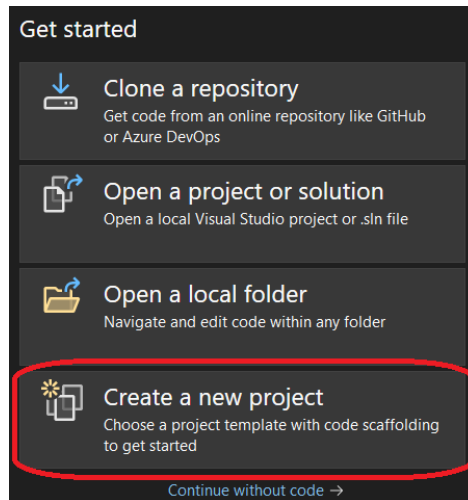 Get started
Clone a repository
Get code from an online repository like GitHub
or Azure DevOps
Open a project or solution
Open a local Visual Studio project or .sln file
Open a local folder
Navigate and edit code within any folder
Create a new project
Choose a project template with code scaffolding
to get started
Continue without code →